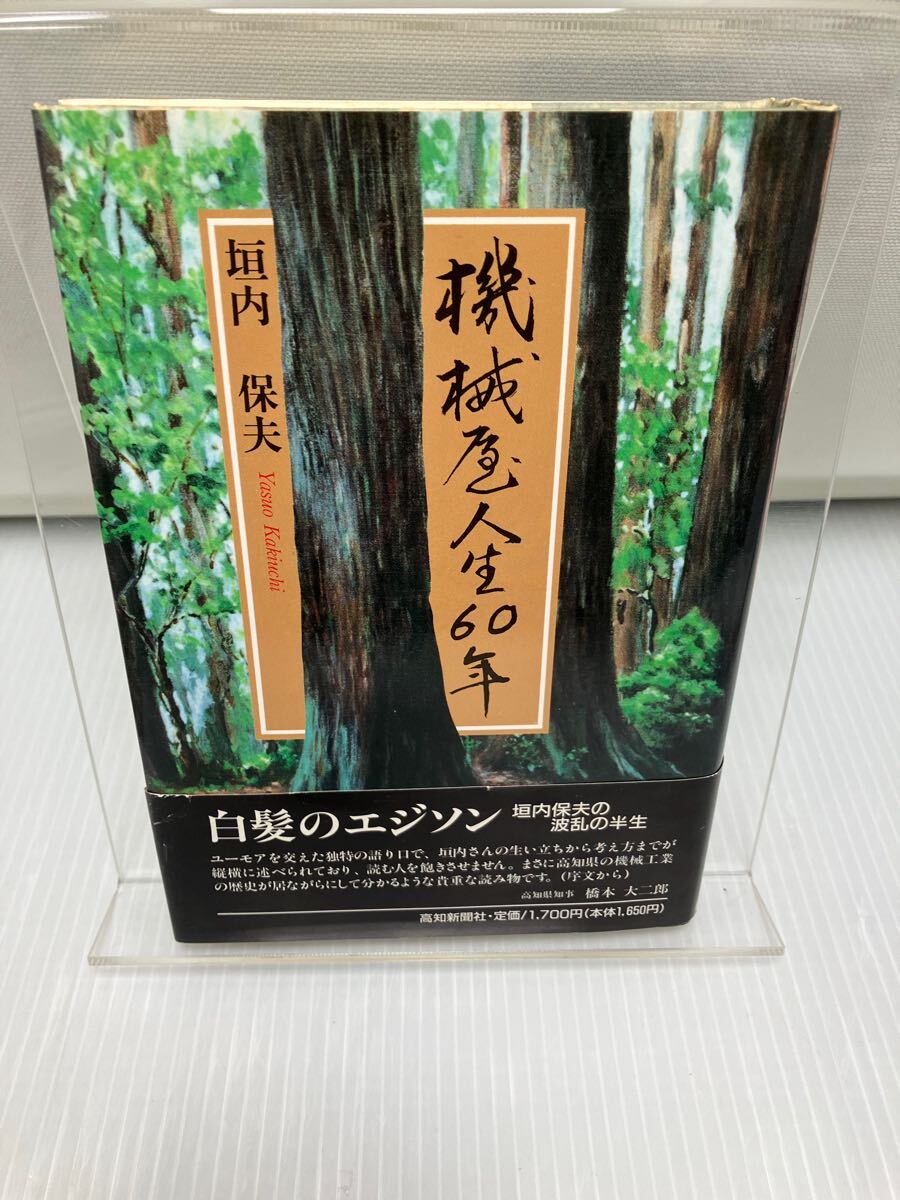 機械屋人生60年
垣内 保夫
Yasuo Kakiuchi
白髪のエジソン
垣内保夫の
波乱の半生
ユーモアを交えた独特の語り口で、垣内さんの生い立ちから考え方までが
縦横に述べられており、読む人を飽きさせません。まさに高知県の機械工業
の歴史が居ながらにして分かるような貴重な読み物です。(序文から)
高知県知事 橋本 大二郎
高知新聞社・定価/1,700円(本体1,650円)